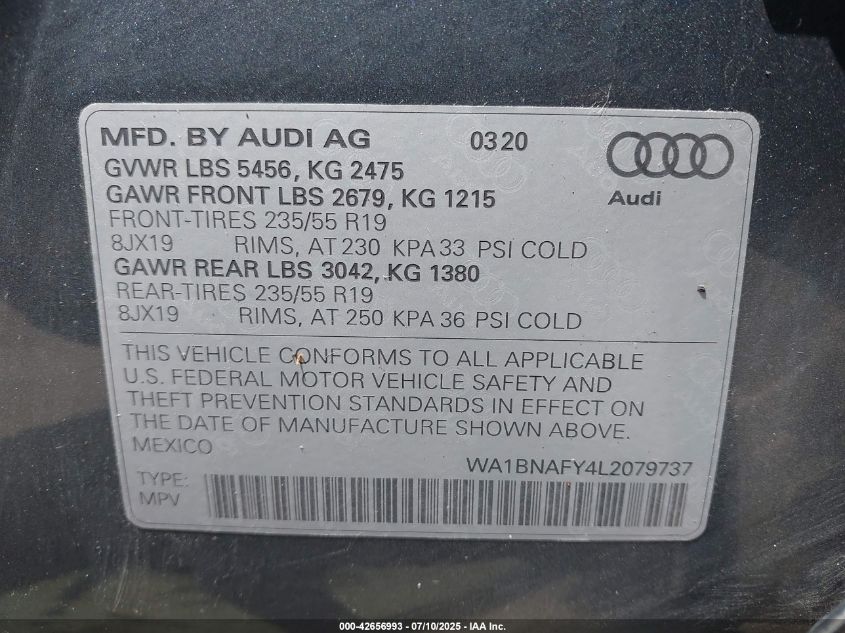 MFD. BY AUDI AG 0320
GVWR LBS 5456, KG 2475
GAWR FRONT LBS 2679, KG 1215
Audi
FRONT-TIRES 235/55 R19
8JX19 RIMS, AT 230 KPA 33 PSI COLD
GAWR REAR LBS 3042, KG 1380
REAR-TIRES 235/55 R19
8JX19 RIMS, AT 250 KPA 36 PSI COLD
THIS VEHICLE CONFORMS TO ALL APPLICABLE
U.S. FEDERAL MOTOR VEHICLE SAFETY AND
THEFT PREVENTION STANDARDS IN EFFECT ON
THE DATE OF MANUFACTURE SHOWN ABOVE.
MEXICO
WA1BNAFY4L2079737
TYPE:
MPV
000-42656993 - 07/10/2025 - IAA Inc.